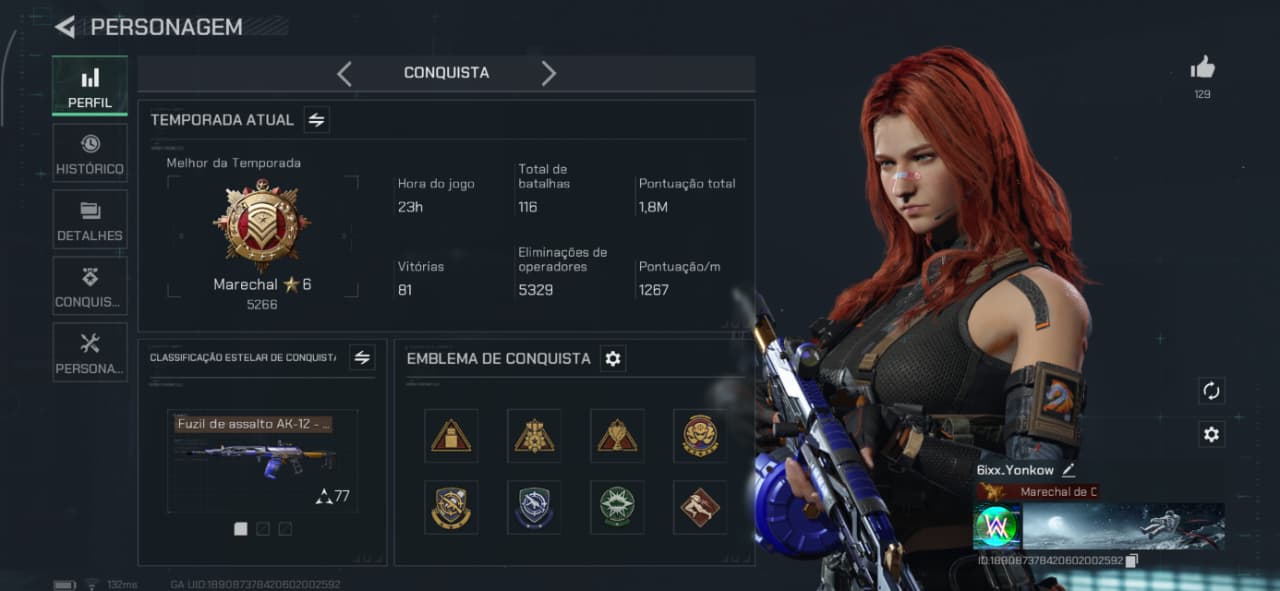 PERSONAGEM
PERFIL
HISTÓRICO
DETALHES
CONQUIS...
PERSONA...
CONQUISTA
TEMPORADA ATUAL
Melhor da Temporada
Marechal 6
5266
Hora do jogo
23h
Total de
batalhas
116
Pontuação total
1,8M
Vitórias
81
Eliminações de
operadores
5329
Pontuação/m
1267
CLASSIFICAÇÃO ESTELAR DE CONQUISTA
Fuzil de assalto AK-12 - ...
77
EMBLEMA DE CONQUISTA
129
6ixx.Yonkow
Marechal de C
ID:189087378420602002592
132ms
GA UID:189087378420602002592